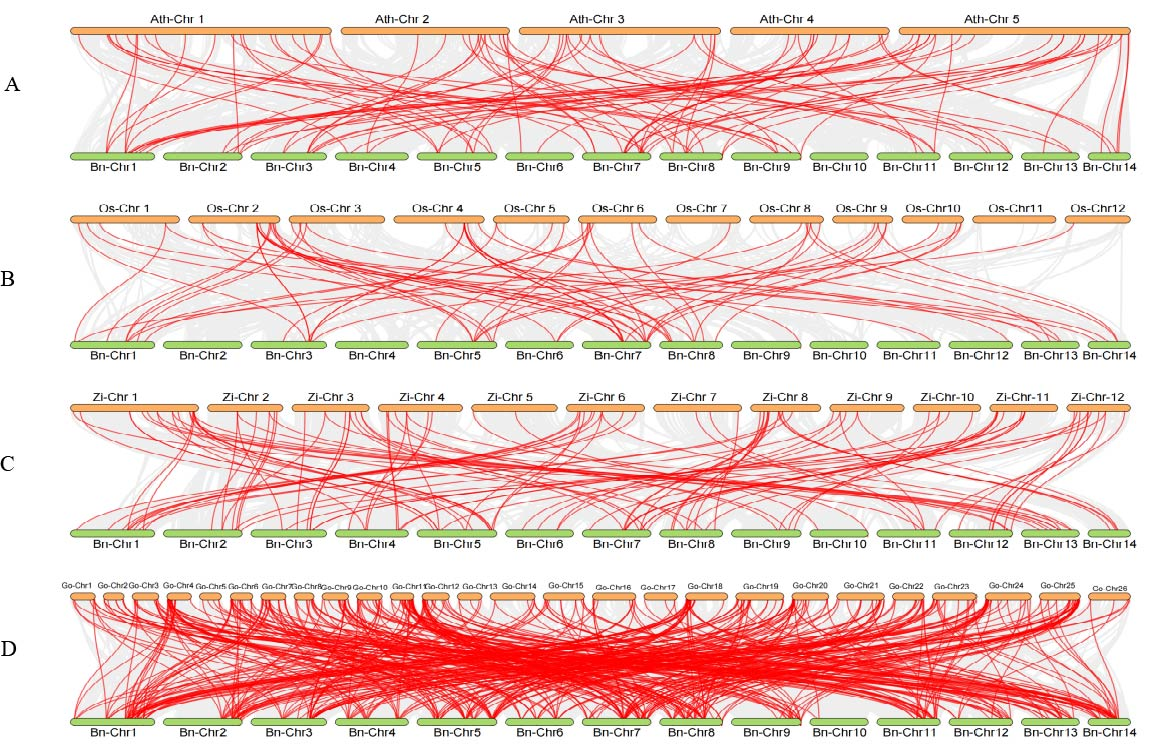 Ath-Chr 1 Ath-Chr 2 Ath-Chr 3 Ath-Chr 4 Ath-Chr 5
A
Bn-Chr1 Bn-Chr2 Bn-Chr3 Bn-Chr4 Bn-Chr5 Bn-Chr6 Bn-Chr7 Bn-Chr8 Bn-Chr9 Bn-Chr10 Bn-Chr11 Bn-Chr12 Bn-Chr13 Bn-Chr14
Os-Chr 1 Os-Chr 2 Os-Chr 3 Os-Chr 4 Os-Chr 5 Os-Chr 6 Os-Chr 7 Os-Chr 8 Os-Chr 9 Os-Chr10 Os-Chr11 Os-Chr12
B
Bn-Chr1 Bn-Chr2 Bn-Chr3 Bn-Chr4 Bn-Chr5 Bn-Chr6 Bn-Chr7 Bn-Chr8 Bn-Chr9 Bn-Chr10 Bn-Chr11 Bn-Chr12 Bn-Chr13 Bn-Chr14
Zi-Chr 1 Zi-Chr 2 Zi-Chr 3 Zi-Chr 4 Zi-Chr 5 Zi-Chr 6 Zi-Chr 7 Zi-Chr 8 Zi-Chr 9 Zi-Chr-10 Zi-Chr-11 Zi-Chr-12
C
Bn-Chr1 Bn-Chr2 Bn-Chr3 Bn-Chr4 Bn-Chr5 Bn-Chr6 Bn-Chr7 Bn-Chr8 Bn-Chr9 Bn-Chr10 Bn-Chr11 Bn-Chr12 Bn-Chr13 Bn-Chr14
Go-Chr1 Go-Chr2 Go-Chr3 Go-Chr4 Go-Chr5 Go-Chr6 Go-Chr7 Go-Chr8 Go-Chr9 Go-Chr10 Go-Chr11 Go-Chr12 Go-Chr13 Go-Chr14 Go-Chr15 Go-Chr16 Go-Chr17 Go-Chr18 Go-Chr19 Go-Chr20 Go-Chr21 Go-Chr22 Go-Chr23 Go-Chr24 Go-Chr25 Go-Chr26
D
Bn-Chr1 Bn-Chr2 Bn-Chr3 Bn-Chr4 Bn-Chr5 Bn-Chr6 Bn-Chr7 Bn-Chr8 Bn-Chr9 Bn-Chr10 Bn-Chr11 Bn-Chr12 Bn-Chr13 Bn-Chr14